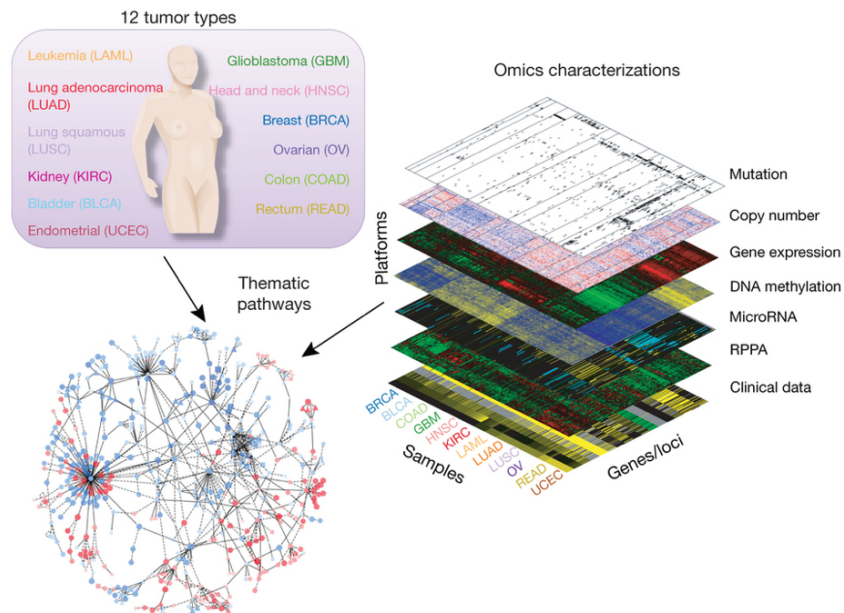 12 tumor types
Leukemia (LAML)
Lung adenocarcinoma
(LUAD)
Lung squamous
(LUSC)
Kidney (KIRC)
Bladder (BLCA)
Endometrial (UCEC)
Glioblastoma (GBM)
Head and neck (HNSC)
Breast (BRCA)
Ovarian (OV)
Colon (COAD)
Rectum (READ)
Thematic
pathways
Omics characterizations
Platforms
Mutation
Copy number
Gene expression
DNA methylation
MicroRNA
RPPA
Clinical data
BRCA
BLCA
COAD
GBM
HNSC
KIRC
LAML
LUAD
LUSC
OV
READ
UCEC
Samples
Genes/loci